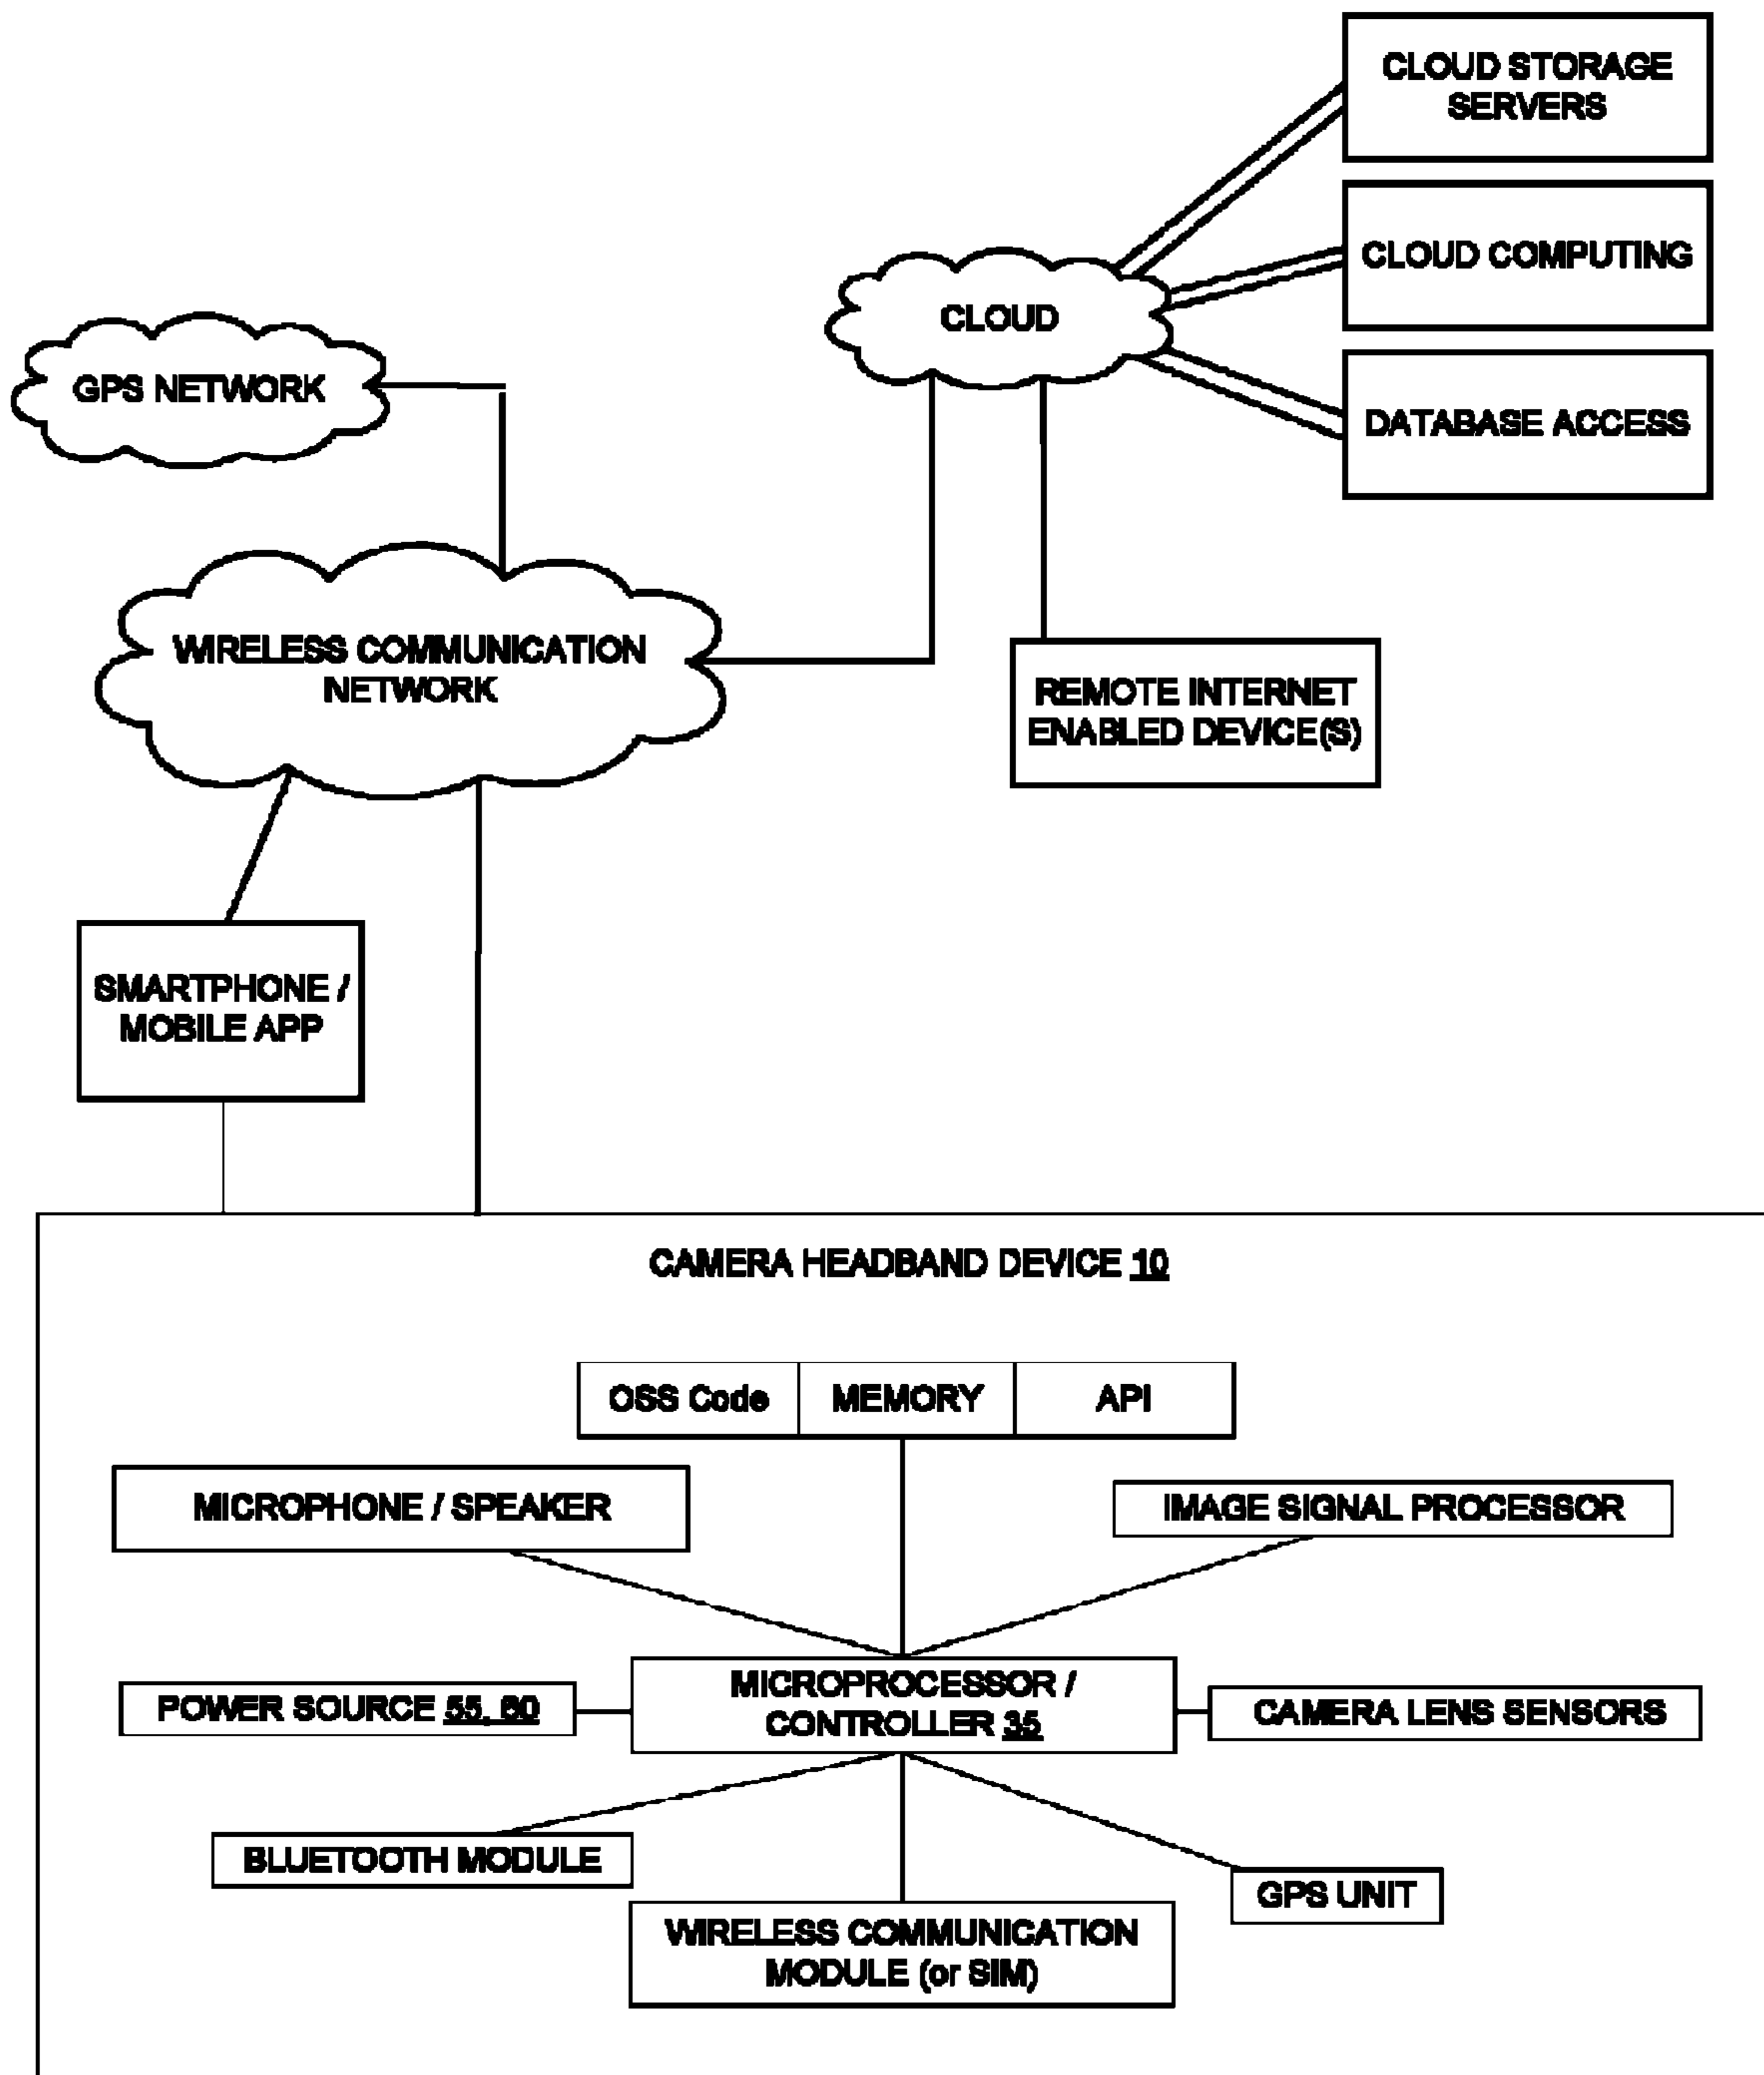 CLOUD STORAGE
SERVERS
CLOUD COMPUTING
CLOUD
GPS NETWORK
DATABASE ACCESS
WIRELESS COMMUNICATION
NETWORK
REMOTE INTERNET
ENABLED DEVICE(S)
SMARTPHONE /
MOBILE APP
CAMERA HEADBAND DEVICE 10
OSS Code
MEMORY
API
MICROPHONE / SPEAKER
IMAGE SIGNAL PROCESSOR
MICROPROCESSOR /
CONTROLLER 35
POWER SOURCE 55, 60
CAMERA LENS SENSORS
BLUETOOTH MODULE
GPS UNIT
WIRELESS COMMUNICATION
MODULE (or SIM)